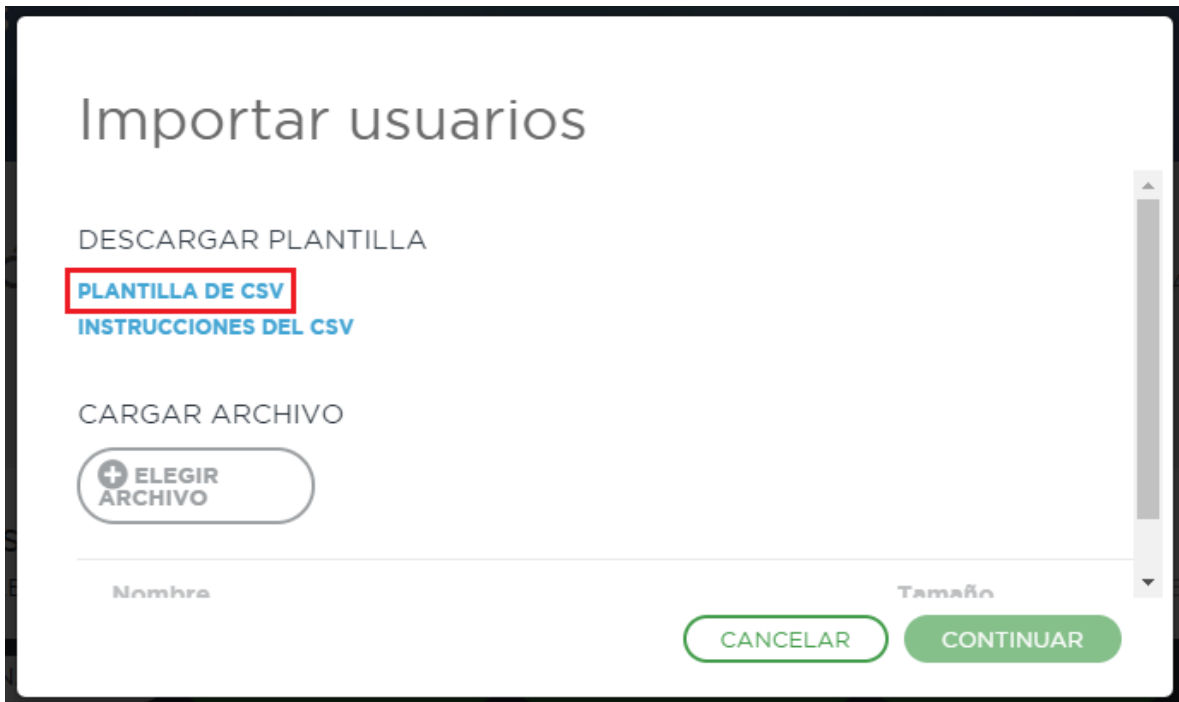 Importar usuarios
DESCARGAR PLANTILLA
PLANTILLA DE CSV
INSTRUCCIONES DEL CSV
CARGAR ARCHIVO
ELEGIR
ARCHIVO
Nombre Tamaño
CANCELAR CONTINUAR